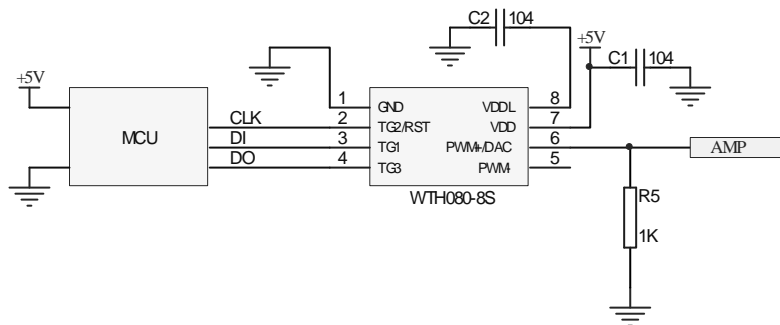 C2 104
+5V
C1 104
+5V
MCU
CLK
DI
DO
1 GND VDDL 8
2 TG2/RST VDD 7
3 TG1 PWM+/DAC 6
4 TG3 PWM- 5
WTH080-8S
AMP
R5
1K